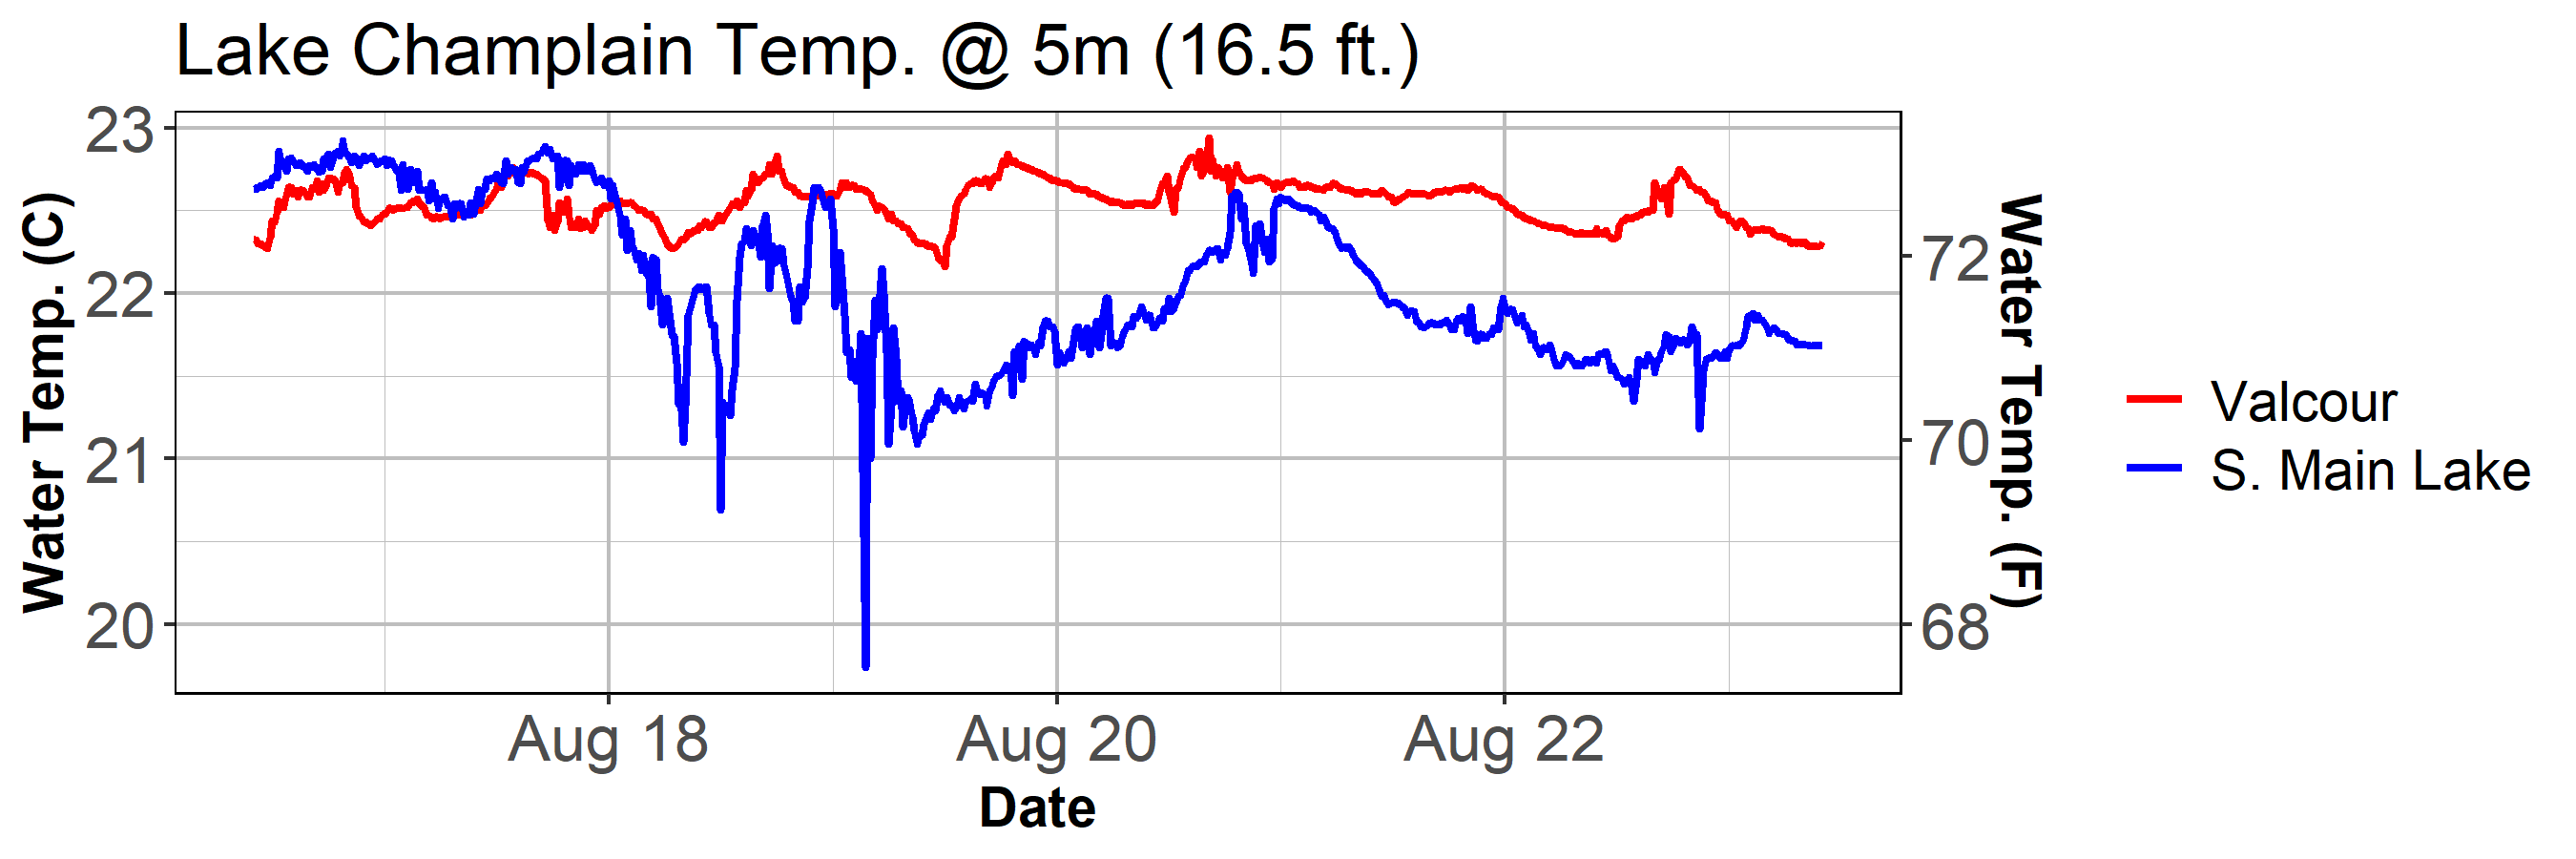 Lake Champlain Temp. @ 5m (16.5 ft.)
Water Temp. (C)
23
22
21
20
72
70
68
Water Temp. (F)
Aug 18
Aug 20
Aug 22
Date
Valcour
S. Main Lake